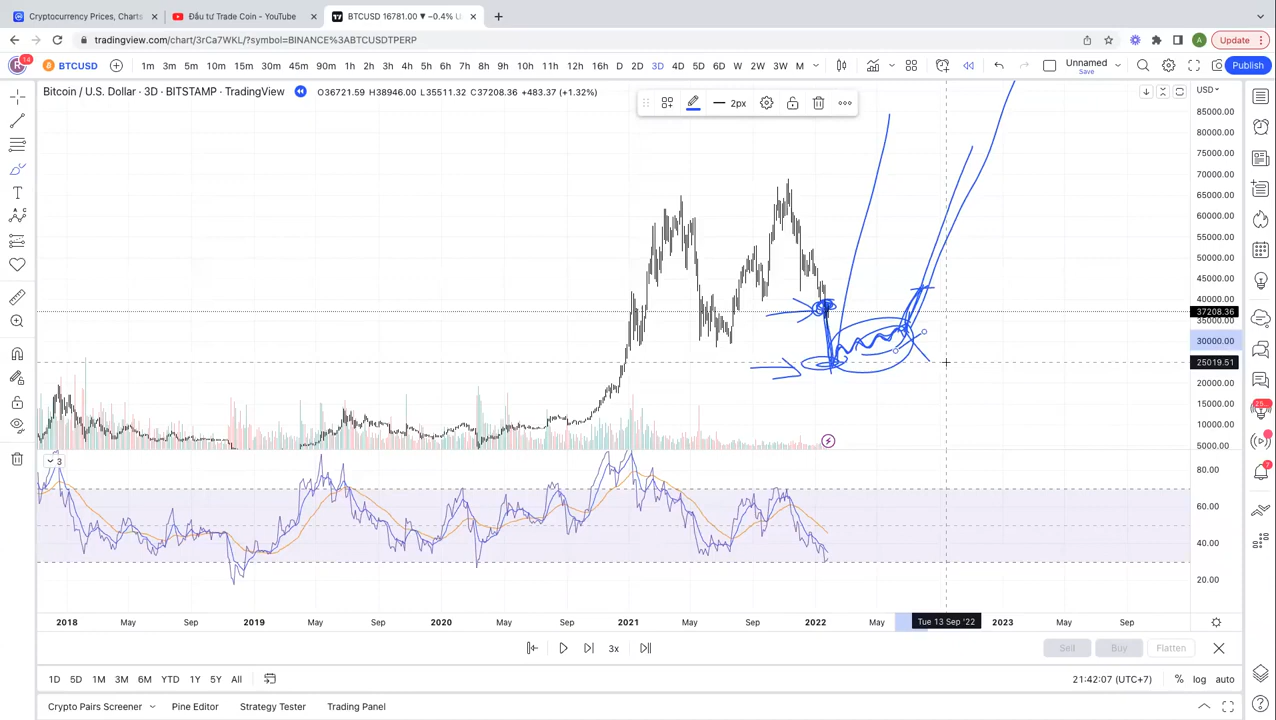 Cryptocurrency Prices, Charts
Đầu tư Trade Coin - YouTube
BTCUSD 16781.00 ▼ −0.4% U
tradingview.com/chart/3rCa7WKL/?symbol=BINANCE%3ABTCUSDTPERP
A
Update
14
BTCUSD
1m 3m 5m 10m 15m 30m 45m 90m 1h 2h 3h 4h 5h 6h 7h 8h 9h 10h 11h 12h 16h D 2D 3D 4D 5D 6D W 2W 3W M
Unnamed
Save
Publish
Bitcoin / U.S. Dollar · 3D · BITSTAMP · TradingView
O36721.59 H38946.00 L35511.32 C37208.36 +483.37 (+1.32%)
2px
USD
85000.00
80000.00
75000.00
70000.00
65000.00
60000.00
55000.00
50000.00
45000.00
40000.00
37208.36
35000.00
30000.00
25019.51
20000.00
15000.00
10000.00
5000.00
3
80.00
60.00
40.00
20.00
7
2018 May Sep 2019 May Sep 2020 May Sep 2021 May Sep 2022 May Tue 13 Sep '22 2023 May Sep
3x
Sell
Buy
Flatten
1D 5D 1M 3M 6M YTD 1Y 5Y All
21:42:07 (UTC+7)
% log auto
Crypto Pairs Screener
Pine Editor
Strategy Tester
Trading Panel